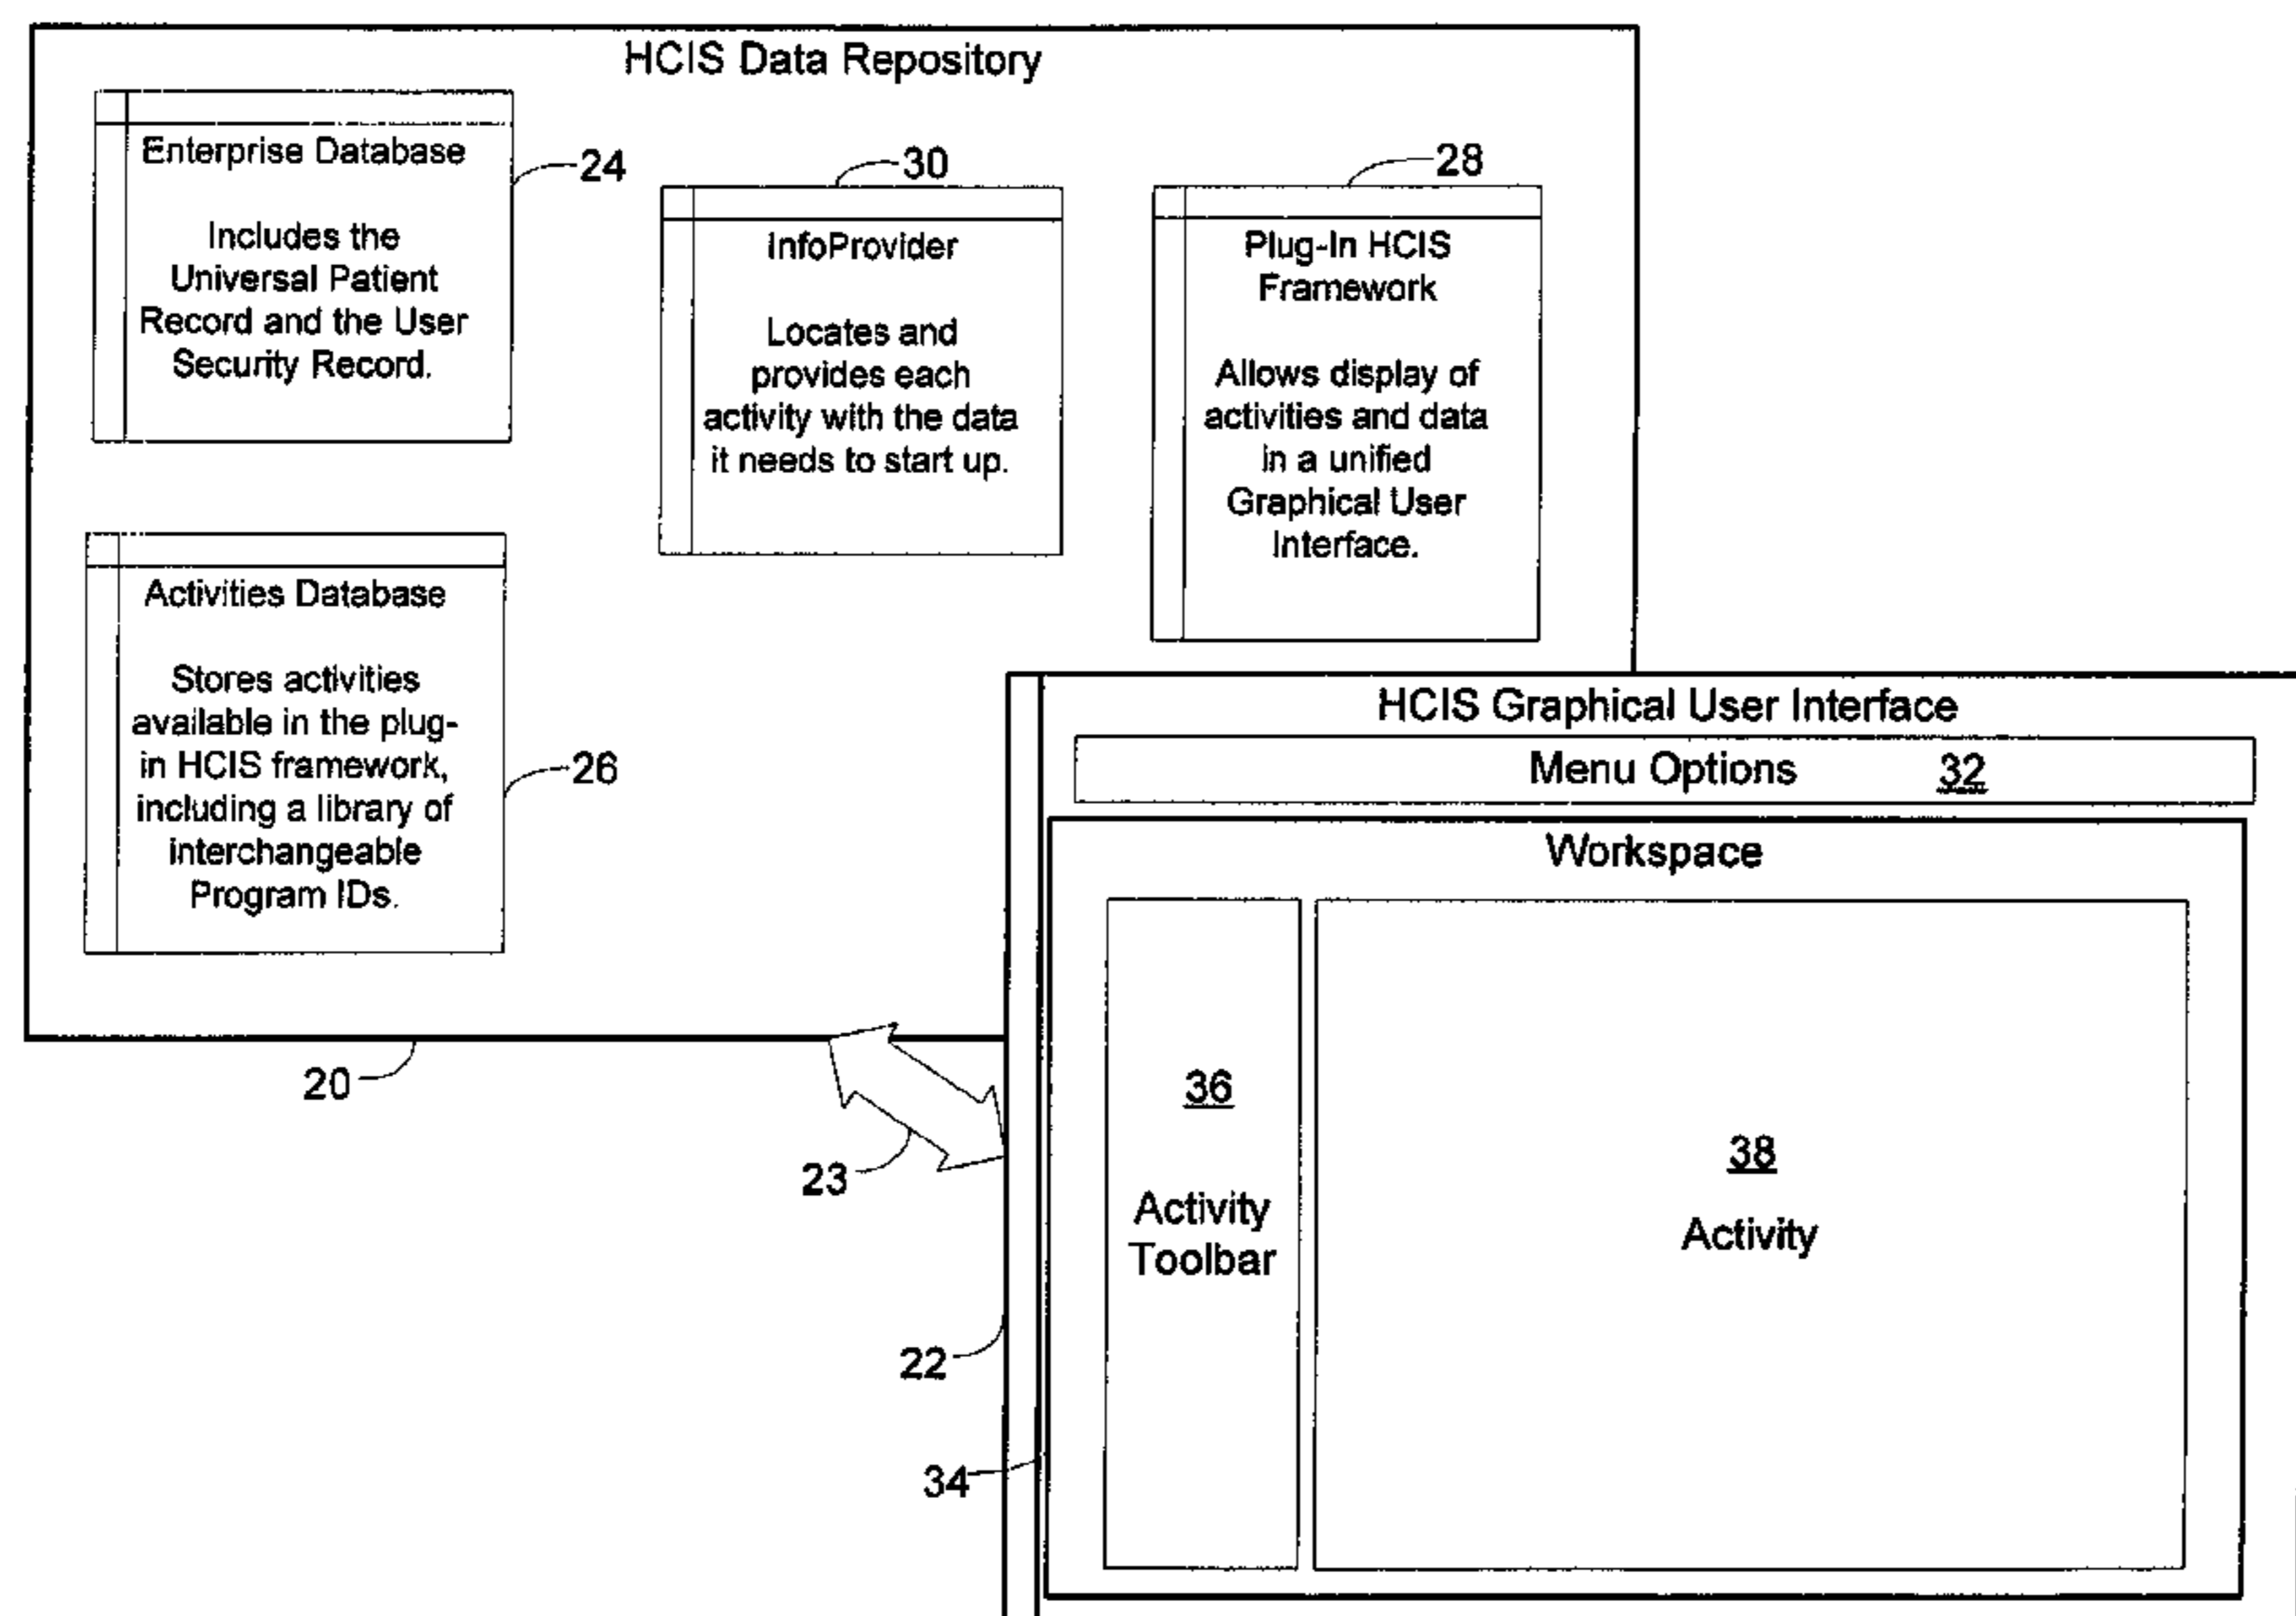 HCIS Data Repository
Enterprise Database
Includes the
Universal Patient
Record and the User
Security Record.
24
30
InfoProvider
Locates and
provides each
activity with the data
it needs to start up.
28
Plug-In HCIS
Framework
Allows display of
activities and data
in a unified
Graphical User
Interface.
Activities Database
Stores activities
available in the plug-
in HCIS framework,
including a library of
interchangeable
Program IDs.
26
20
23
22
34
HCIS Graphical User Interface
Menu Options 32
Workspace
36
Activity
Toolbar
38
Activity